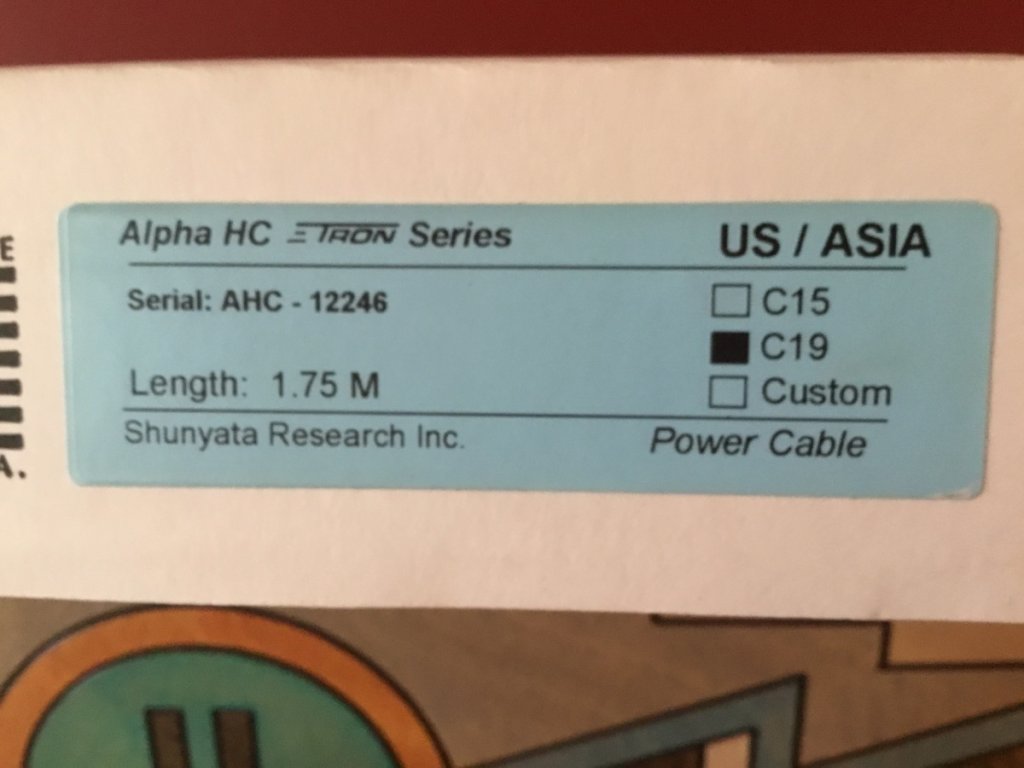 Alpha HC ΞTRON Series
US / ASIA
Serial: AHC - 12246
C15
C19
Length: 1.75 M
Custom
Shunyata Research Inc.
Power Cable
E
A.